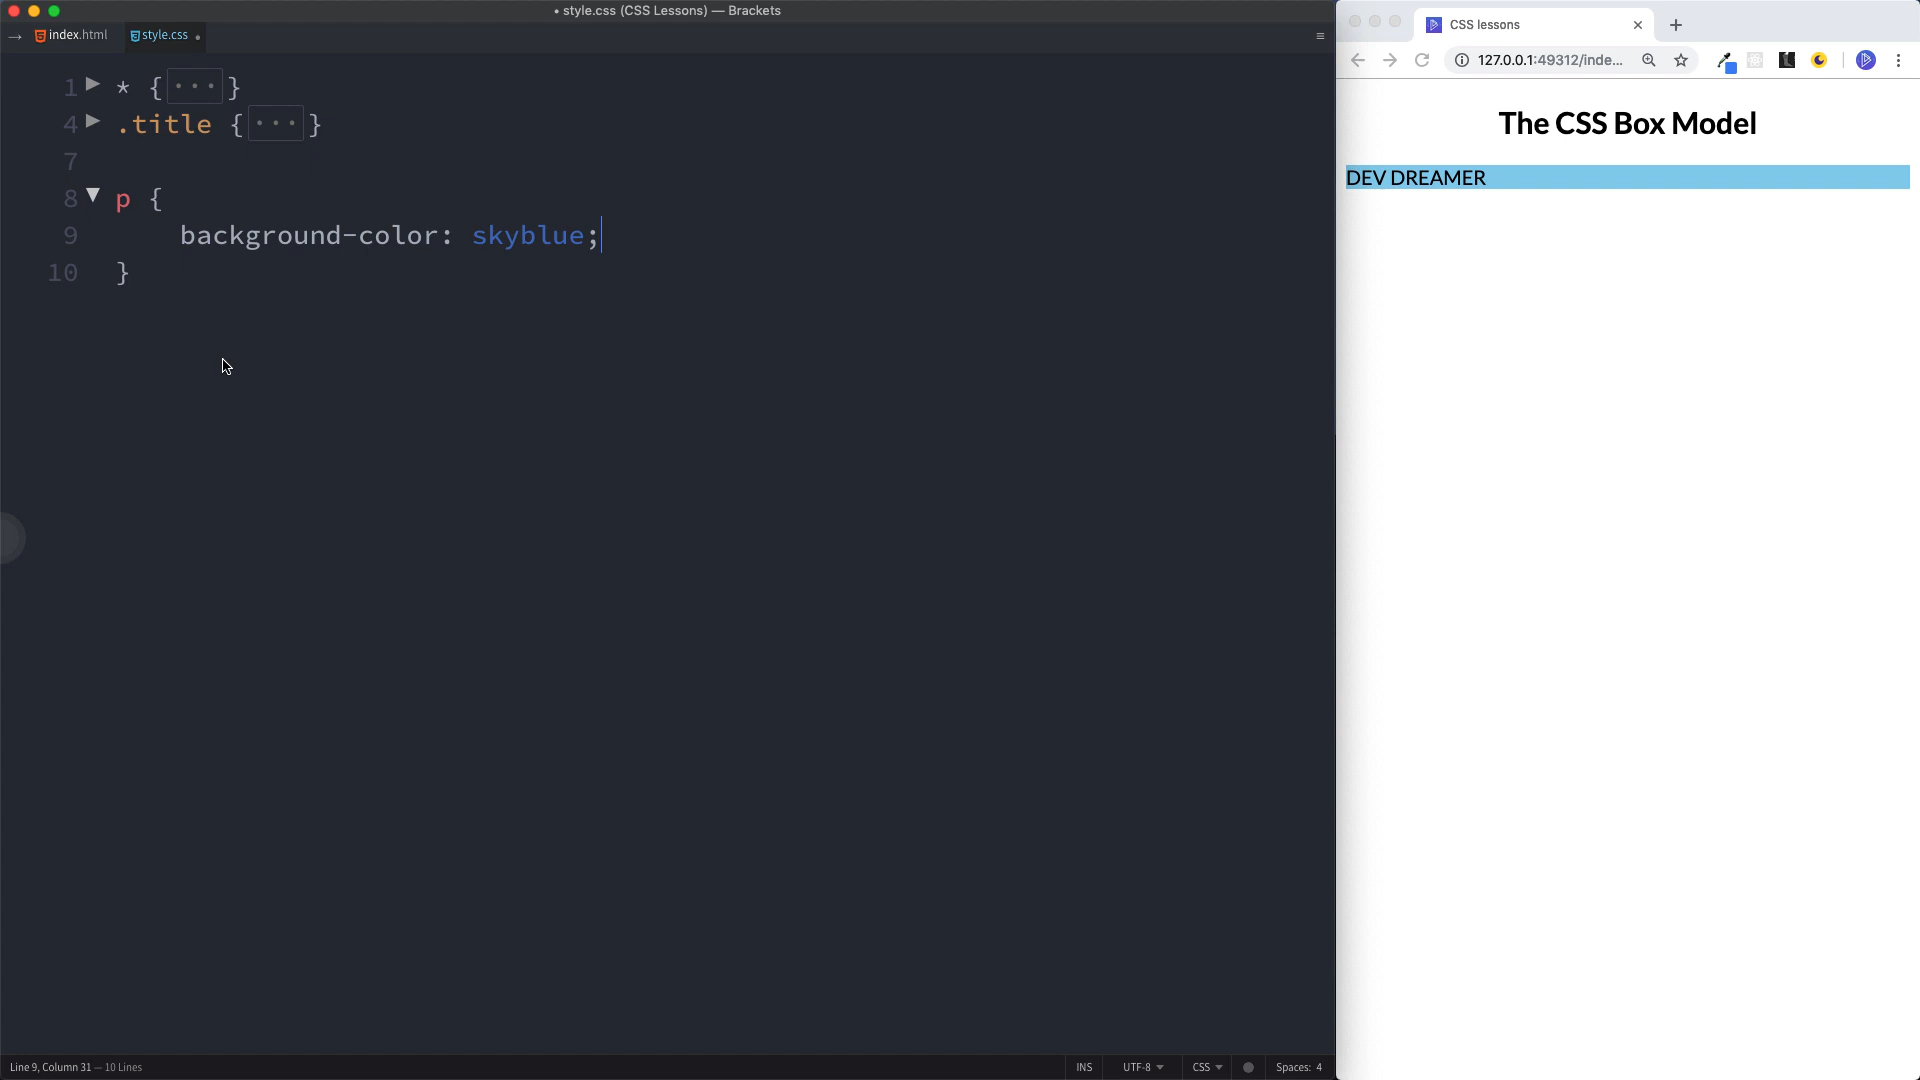 • style.css (CSS Lessons) — Brackets
→ index.html style.css •
1 ▶ * {···}
4 ▶ .title {···}
7
8 ▼ p {
9 background-color: skyblue;
10 }
Line 9, Column 31 — 10 Lines
INS UTF-8 CSS Spaces: 4
CSS lessons
127.0.0.1:49312/inde...
The CSS Box Model
DEV DREAMER